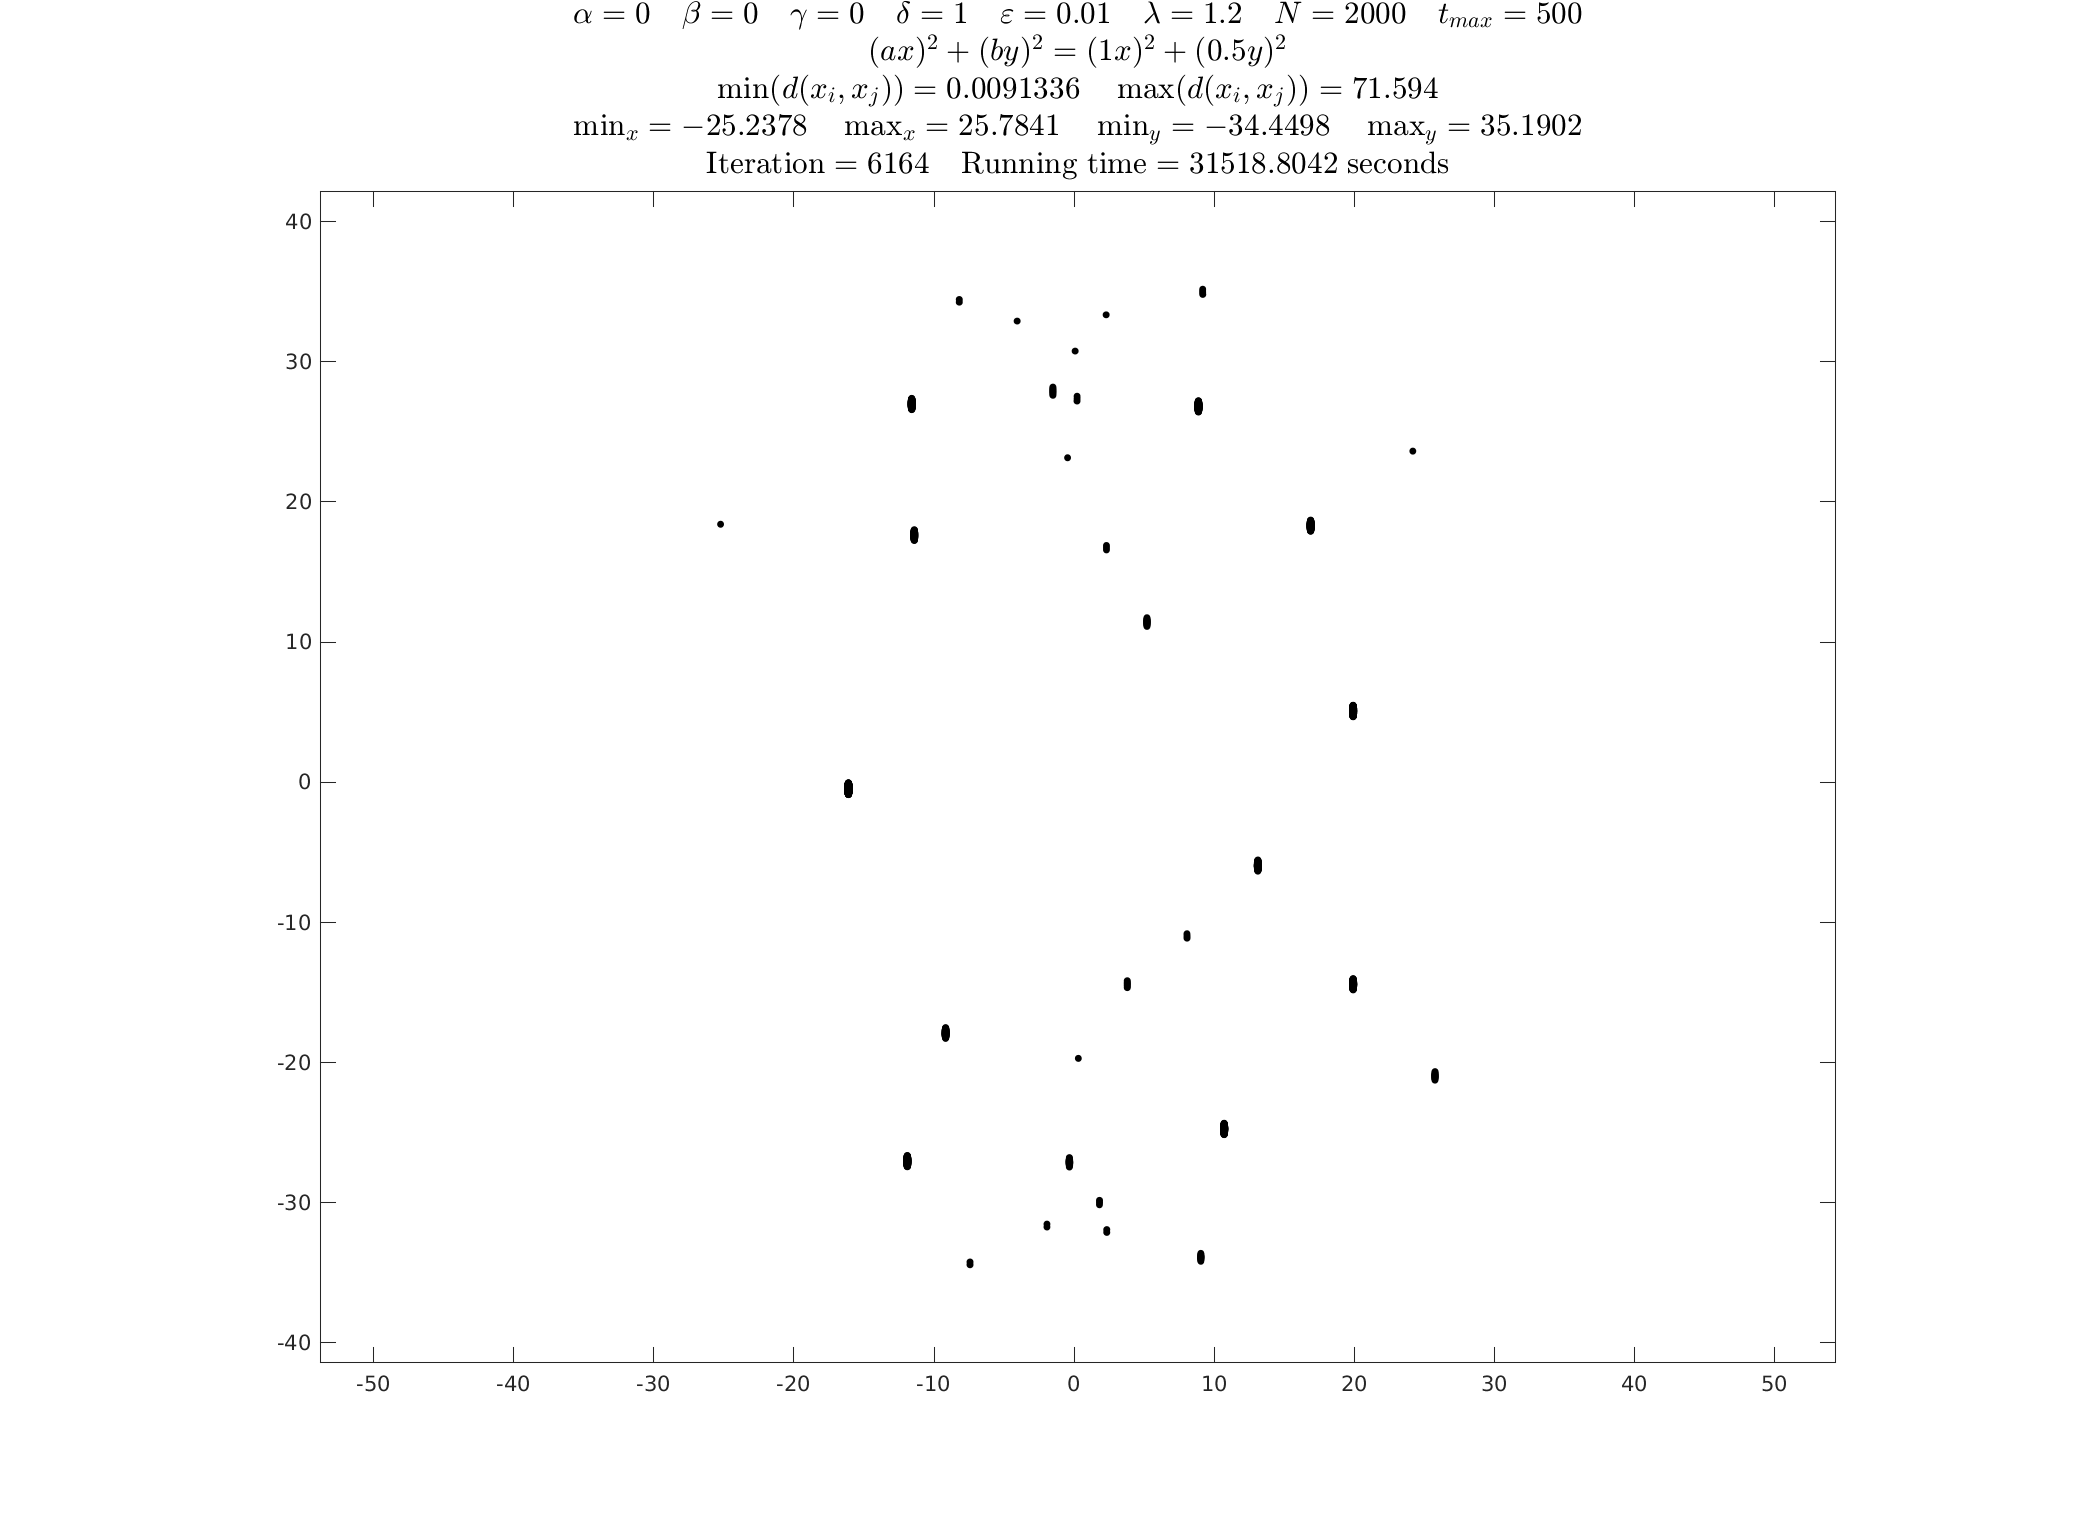 α = 0 β = 0 γ = 0 δ = 1 ε = 0.01 λ = 1.2 N = 2000 t_max = 500
(ax)² + (by)² = (1x)² + (0.5y)²
min(d(x_i, x_j)) = 0.0091336 max(d(x_i, x_j)) = 71.594
min_x = −25.2378 max_x = 25.7841 min_y = −34.4498 max_y = 35.1902
Iteration = 6164 Running time = 31518.8042 seconds
40
30
20
10
0
-10
-20
-30
-40
-50 -40 -30 -20 -10 0 10 20 30 40 50